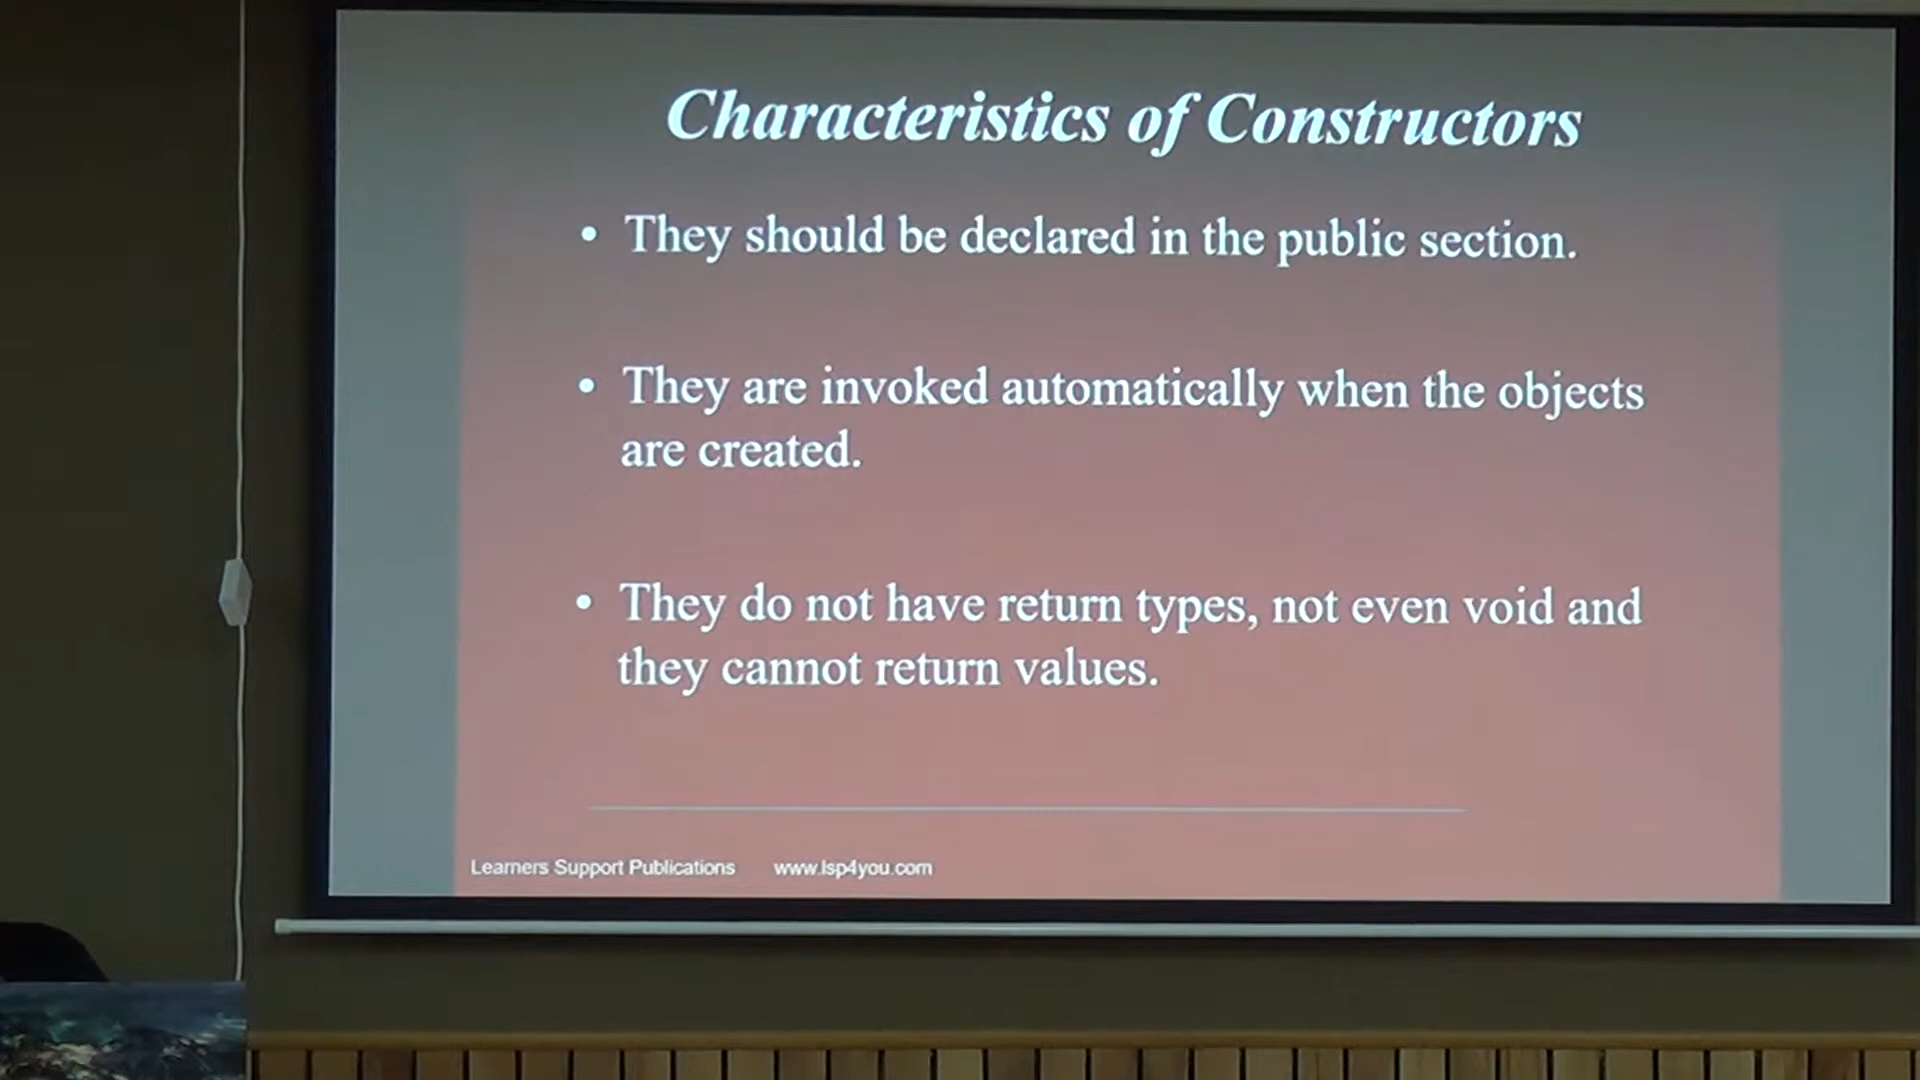 Characteristics of Constructors
• They should be declared in the public section.
• They are invoked automatically when the objects
are created.
• They do not have return types, not even void and
they cannot return values.
Learners Support Publications www.lsp4you.com